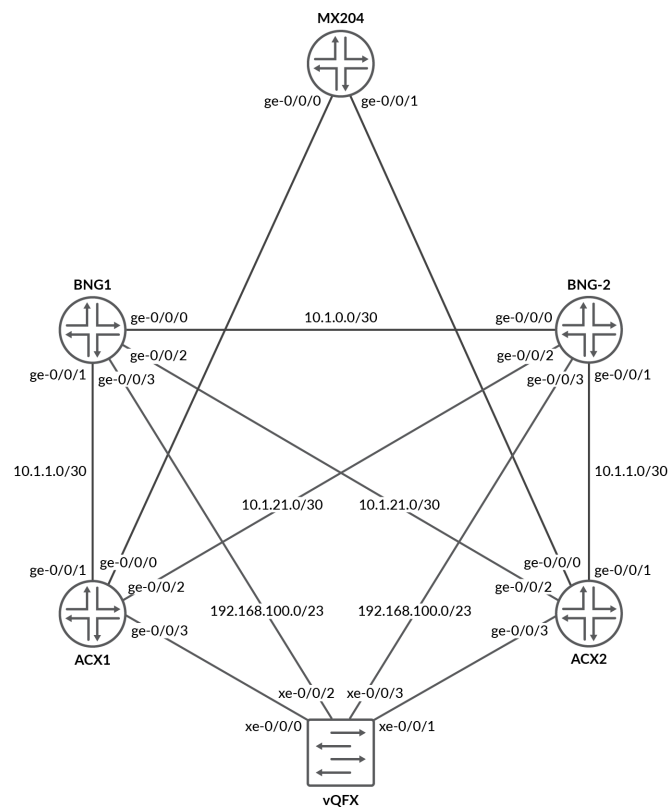 MX204
ge-0/0/0
ge-0/0/1
BNG1
BNG-2
ge-0/0/0
10.1.0.0/30
ge-0/0/0
ge-0/0/2
ge-0/0/2
ge-0/0/1
ge-0/0/3
ge-0/0/3
ge-0/0/1
10.1.1.0/30
10.1.1.0/30
10.1.21.0/30
10.1.21.0/30
ge-0/0/1
ge-0/0/0
ge-0/0/0
ge-0/0/1
ge-0/0/2
ge-0/0/2
192.168.100.0/23
192.168.100.0/23
ge-0/0/3
ge-0/0/3
ACX1
ACX2
xe-0/0/2
xe-0/0/3
xe-0/0/0
xe-0/0/1
vQFX